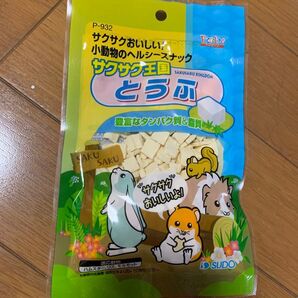 P-932
サクサクおいしい
小動物のヘルシースナック
サクサク王国
SAKUSAKU KINGDOM
とうふ
豊富なタンパク質&脂質
SAKU
SAKU
"サクサク"
おいしいよ!
SUDO